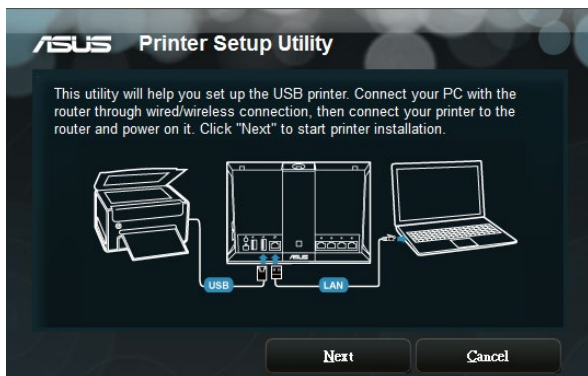 ASUS Printer Setup Utility
This utility will help you set up the USB printer. Connect your PC with the
router through wired/wireless connection, then connect your printer to the
router and power on it. Click "Next" to start printer installation.
ASUS
USB
LAN
Next
Cancel